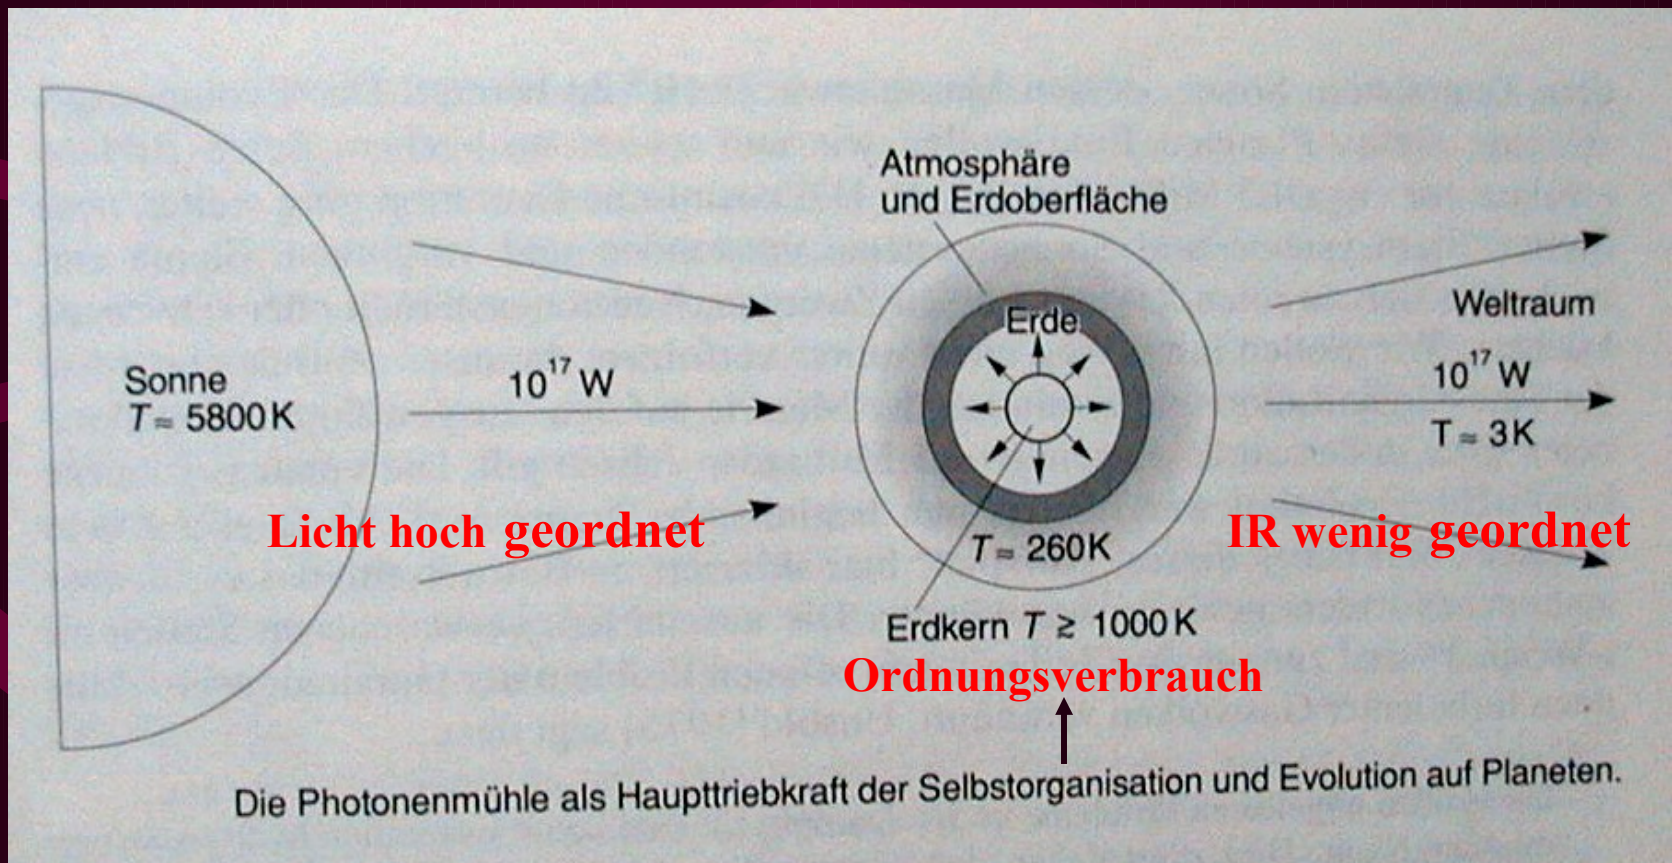 Atmosphäre
und Erdoberfläche
Erde
Weltraum
Sonne
T ≈ 5800 K
10¹⁷ W
10¹⁷ W
T ≈ 3K
Licht hoch geordnet
IR wenig geordnet
T ≈ 260K
Erdkern T ≥ 1000 K
Ordnungsverbrauch
Die Photonenmühle als Haupttriebkraft der Selbstorganisation und Evolution auf Planeten.